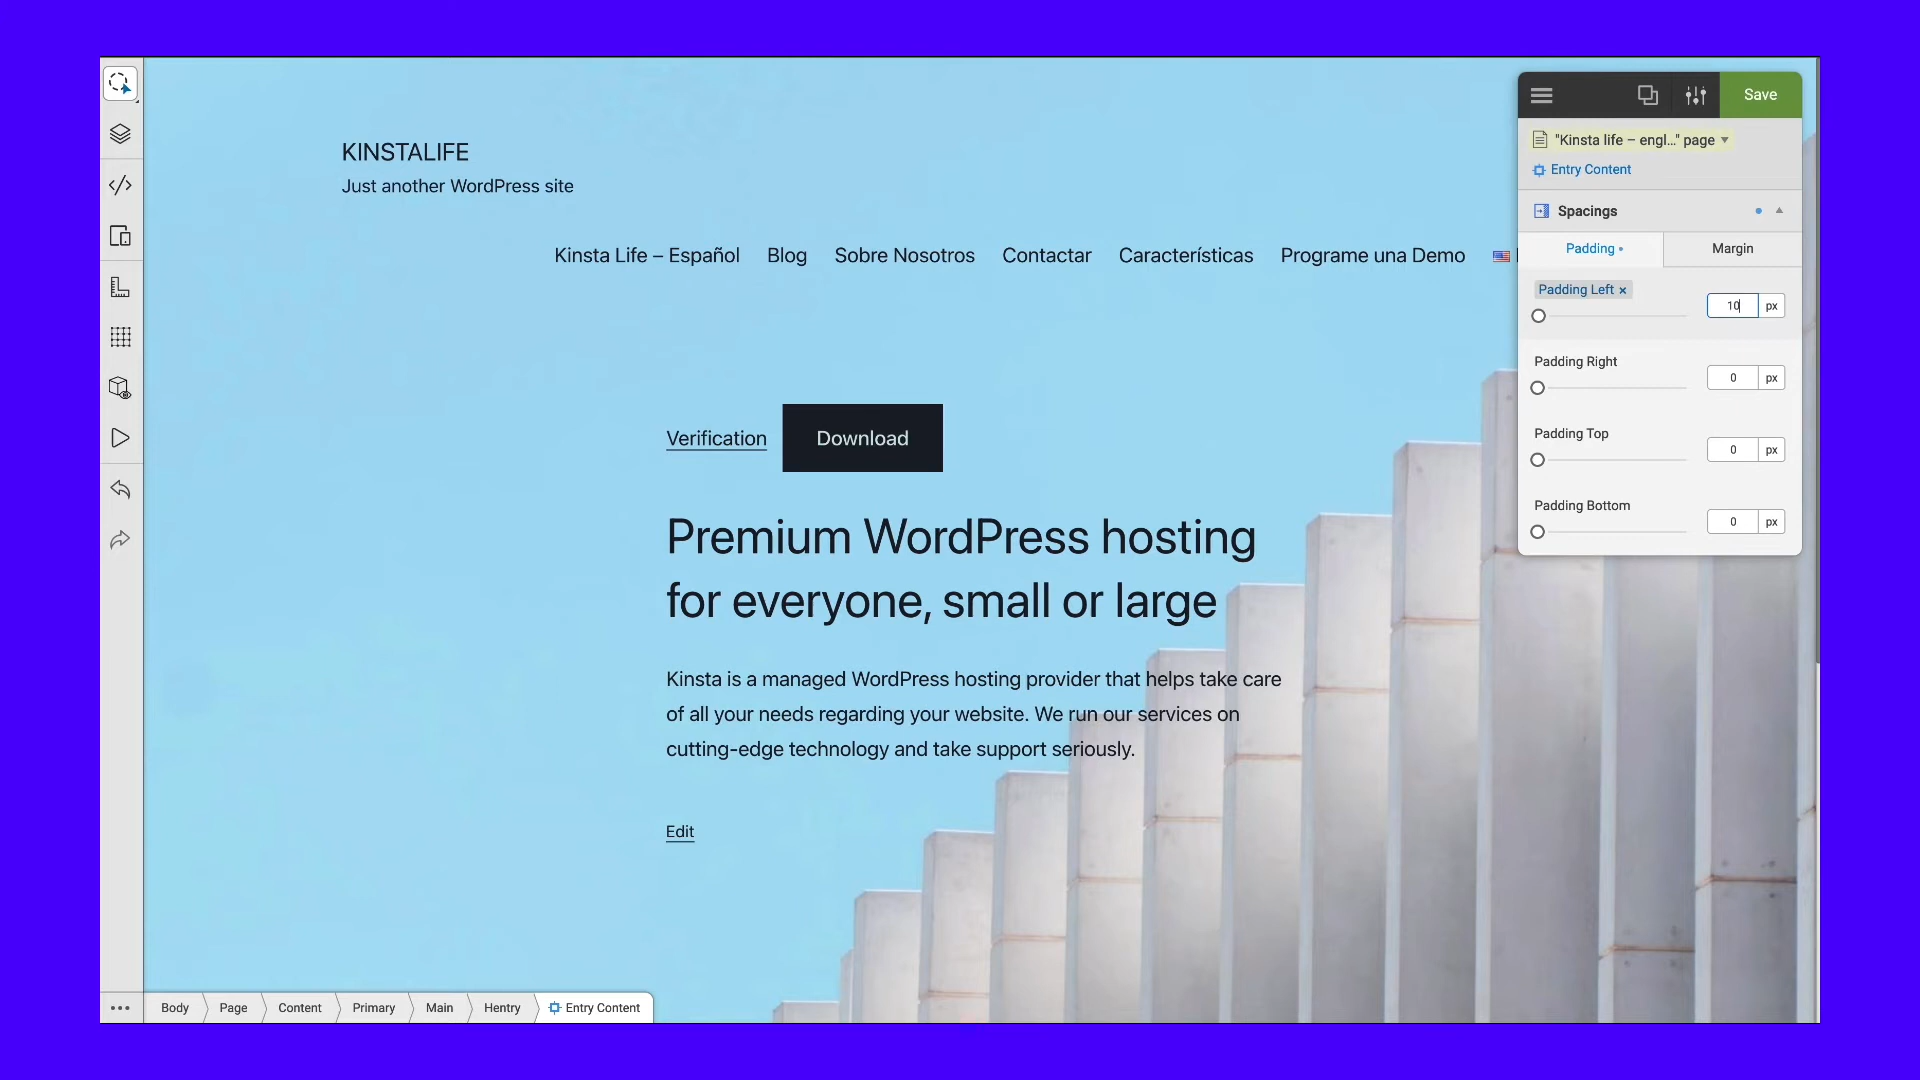 Save
"Kinsta life – engl..." page
Entry Content
Spacings
Padding
Margin
Padding Left ×
10 px
Padding Right
0 px
Padding Top
0 px
Padding Bottom
0 px
KINSTALIFE
Just another WordPress site
Kinsta Life – Español Blog Sobre Nosotros Contactar Características Programe una Demo
Verification Download
Premium WordPress hosting
for everyone, small or large
Kinsta is a managed WordPress hosting provider that helps take care
of all your needs regarding your website. We run our services on
cutting-edge technology and take support seriously.
Edit
Body Page Content Primary Main Hentry Entry Content